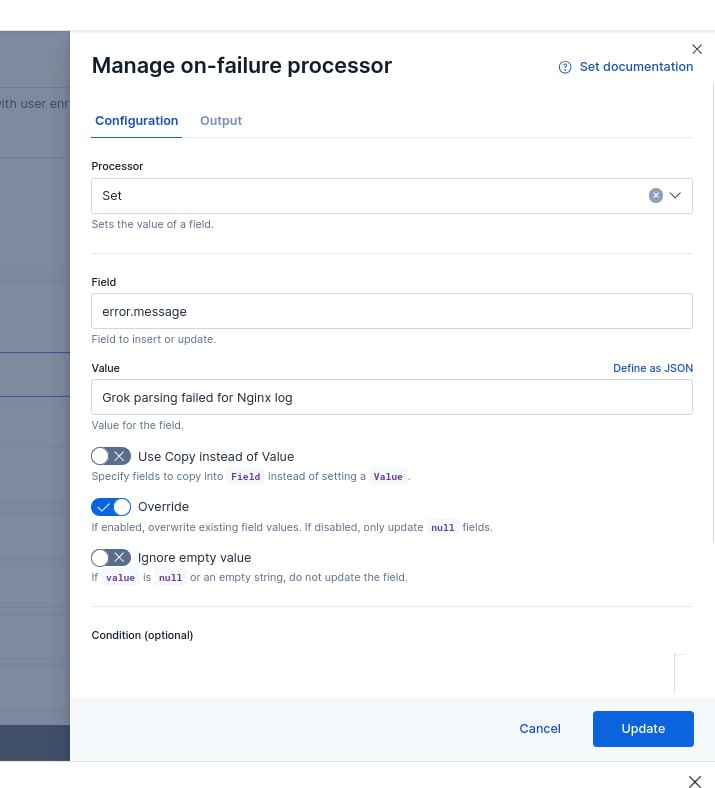 Manage on-failure processor
Set documentation
with user enr
Configuration Output
Processor
Set
Sets the value of a field.
Field
error.message
Field to insert or update.
Value Define as JSON
Grok parsing failed for Nginx log
Value for the field.
Use Copy instead of Value
Specify fields to copy into Field instead of setting a Value.
Override
If enabled, overwrite existing field values. If disabled, only update null fields.
Ignore empty value
If value is null or an empty string, do not update the field.
Condition (optional)
Cancel Update